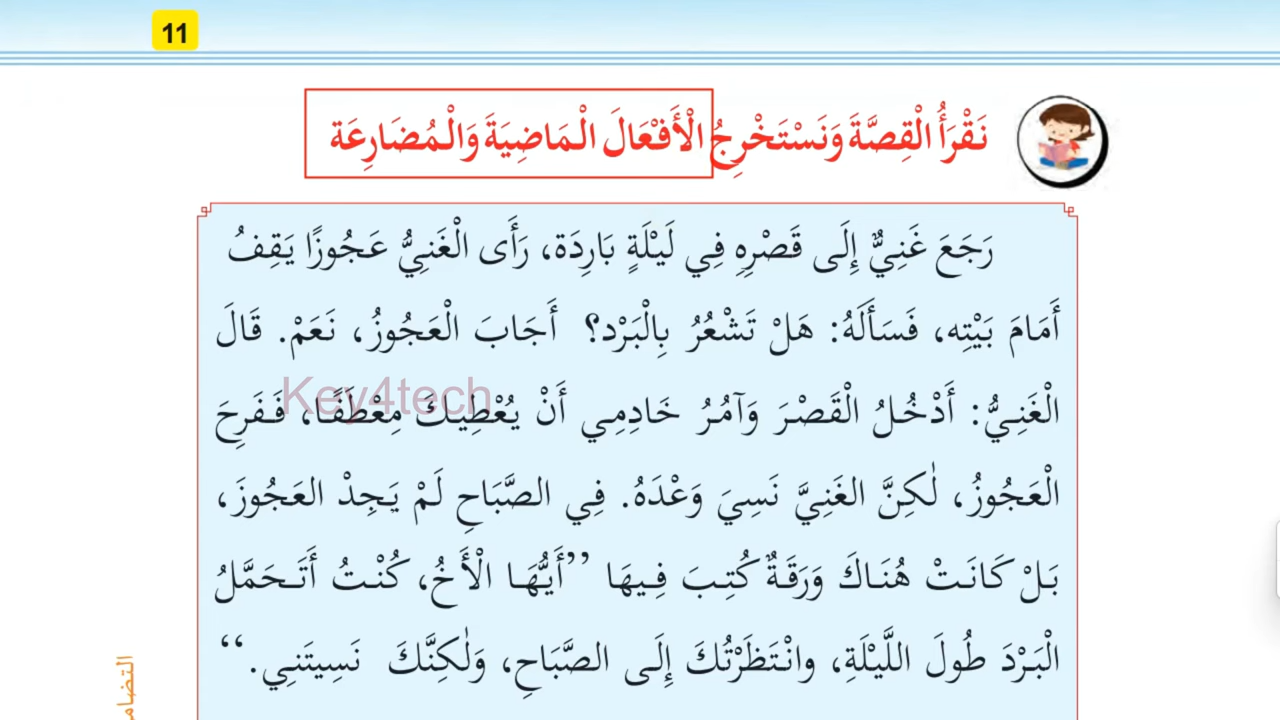 11
نَقْرَأُ الْقِصَّةَ وَنَسْتَخْرِجُ الْأَفْعَالَ الْمَاضِيَةَ وَالْمُضَارِعَة
رَجَعَ غَنِيٌّ إِلَى قَصْرِهِ فِي لَيْلَةٍ بَارِدَة، رَأَى الْغَنِيُّ عَجُوزًا يَقِفُ
أَمَامَ بَيْتِه، فَسَأَلَهُ: هَلْ تَشْعُرُ بِالْبَرْد؟ أَجَابَ الْعَجُوزُ، نَعَمْ. قَالَ
الْغَنِيُّ: أَدْخُلُ الْقَصْرَ وَآمُرُ خَادِمِي أَنْ يُعْطِيكَ مِعْطَفًا، فَفَرِحَ
الْعَجُوزُ، لٰكِنَّ الغَنِيَّ نَسِيَ وَعْدَهُ. فِي الصَّبَاحِ لَمْ يَجِدْ العَجُوزَ،
بَلْ كَانَتْ هُنَاكَ وَرَقَةٌ كُتِبَ فِيهَا ’’أَيُّهَا الْأَخُ، كُنْتُ أَتَحَمَّلُ
الْبَرْدَ طُولَ اللَّيْلَةِ، وانْتَظَرْتُكَ إِلَى الصَّبَاحِ، وَلٰكِنَّكَ نَسِيتَنِي.‘‘
Key4tech
التضام